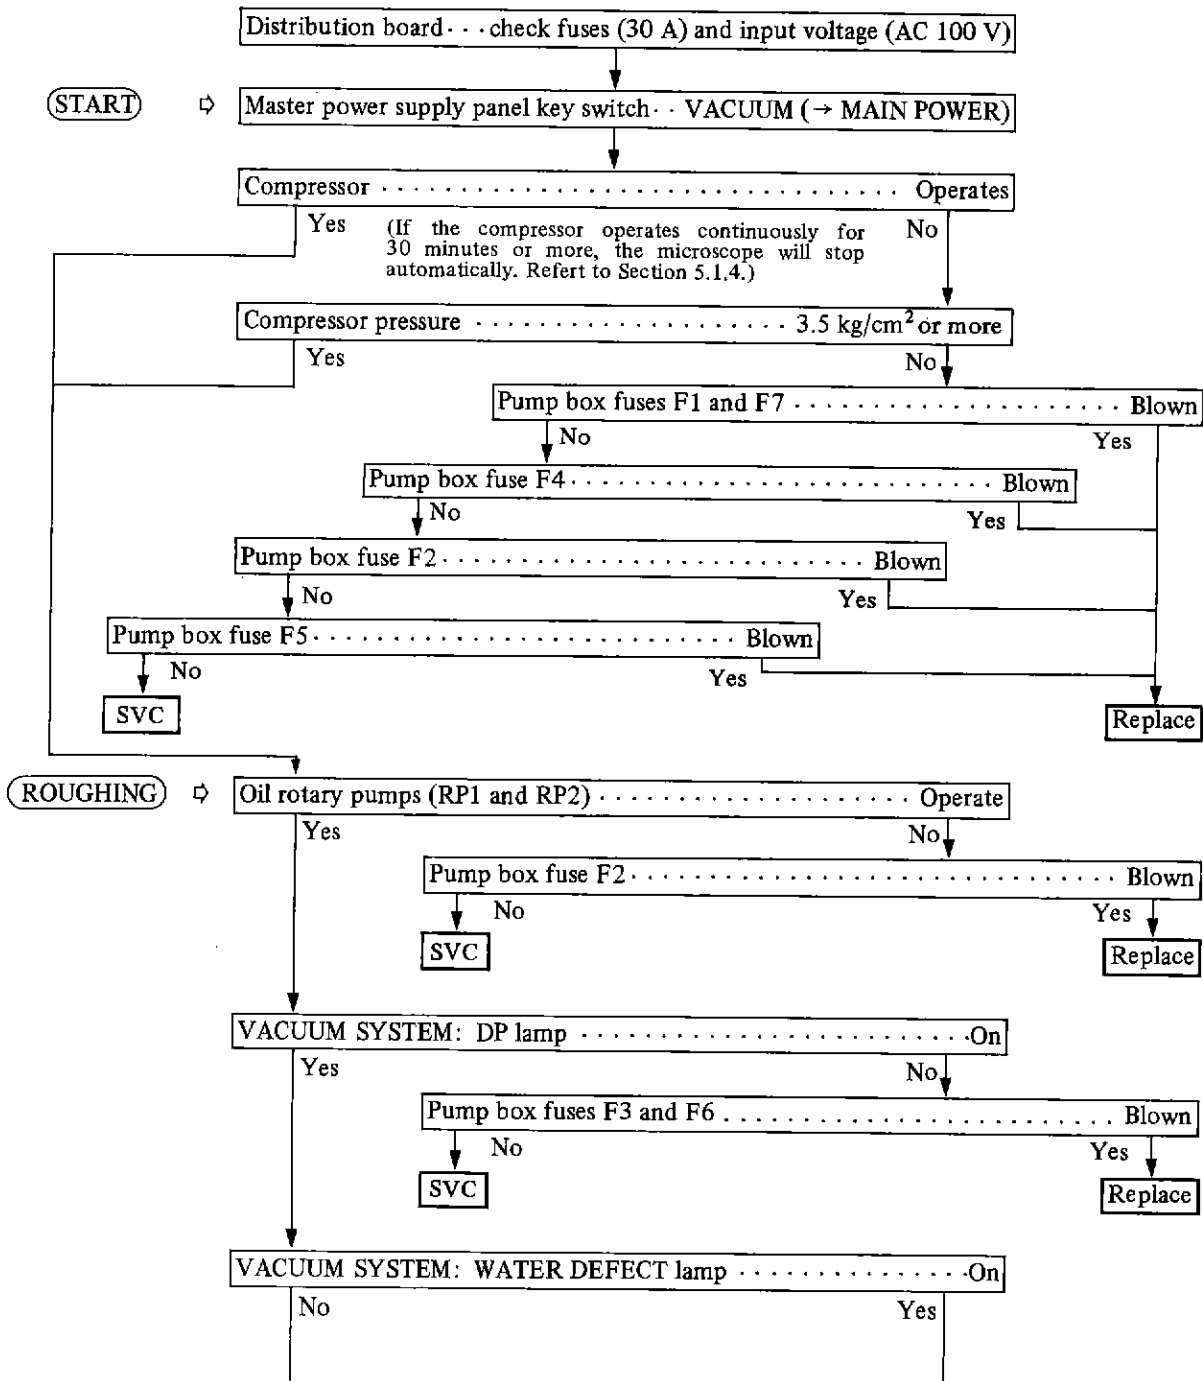 Distribution board · · · check fuses (30 A) and input voltage (AC 100 V)
START ⇨ Master power supply panel key switch · · VACUUM (→ MAIN POWER)
Compressor · · · · · · · · · · · · · · · · · · · · · · · · · · · · · · · Operates
Yes
(If the compressor operates continuously for
30 minutes or more, the microscope will stop
automatically. Refert to Section 5.1.4.)
No
Compressor pressure · · · · · · · · · · · · · · · · · · · · 3.5 kg/cm² or more
Yes No
Pump box fuses F1 and F7 · · · · · · · · · · · · · · · · · · · · · Blown
No Yes
Pump box fuse F4 · · · · · · · · · · · · · · · · · · · · · · · · · · · Blown
No Yes
Pump box fuse F2 · · · · · · · · · · · · · · · · · · · · · · · · · · · Blown
No Yes
Pump box fuse F5 · · · · · · · · · · · · · · · · · · · · · · · · · · · Blown
No Yes
SVC Replace
ROUGHING ⇨ Oil rotary pumps (RP1 and RP2) · · · · · · · · · · · · · · · · · · · Operate
Yes No
Pump box fuse F2 · · · · · · · · · · · · · · · · · · · · · · · · · · · · · · Blown
No Yes
SVC Replace
VACUUM SYSTEM: DP lamp · · · · · · · · · · · · · · · · · · · · · · · · On
Yes No
Pump box fuses F3 and F6 · · · · · · · · · · · · · · · · · · · · · · · · · Blown
No Yes
SVC Replace
VACUUM SYSTEM: WATER DEFECT lamp · · · · · · · · · · · · · · · On
No Yes